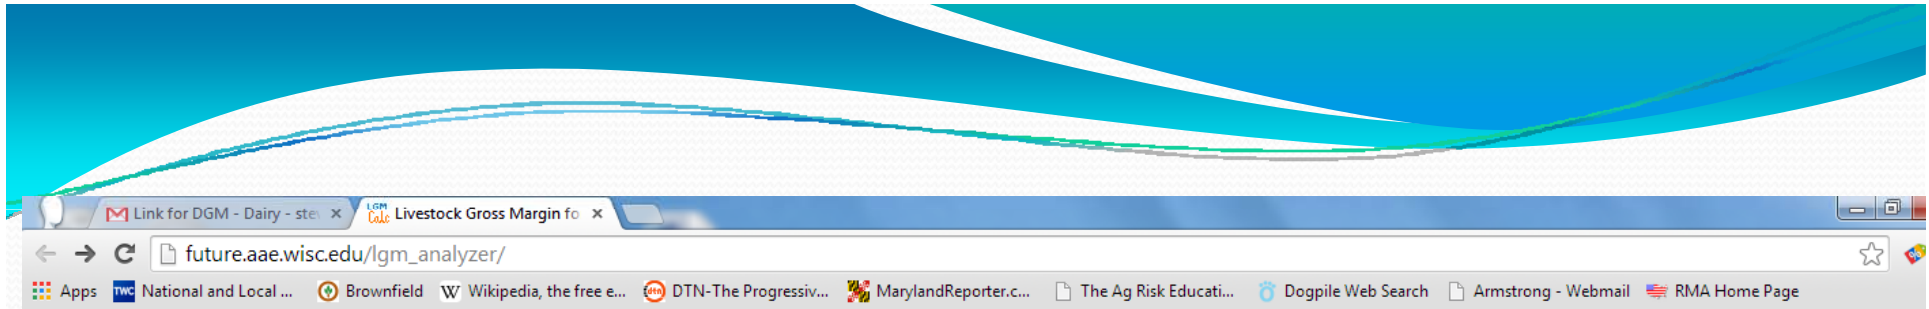 Link for DGM - Dairy - ste
LGM Calc Livestock Gross Margin fo
future.aae.wisc.edu/lgm_analyzer/
Apps TWC National and Local ... Brownfield W Wikipedia, the free e... dtn DTN-The Progressiv... MarylandReporter.c... The Ag Risk Educati... Dogpile Web Search Armstrong - Webmail RMA Home Page